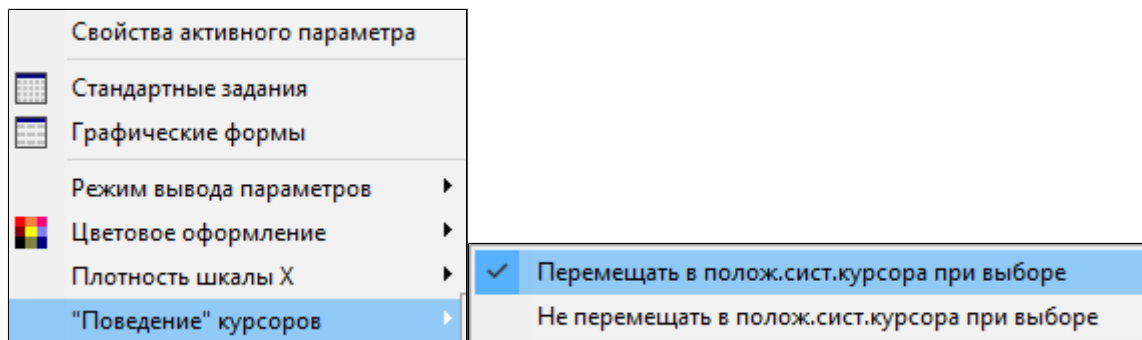 Свойства активного параметра
Стандартные задания
Графические формы
Режим вывода параметров
Цветовое оформление
Плотность шкалы X
"Поведение" курсоров
Перемещать в полож.сист.курсора при выборе
Не перемещать в полож.сист.курсора при выборе